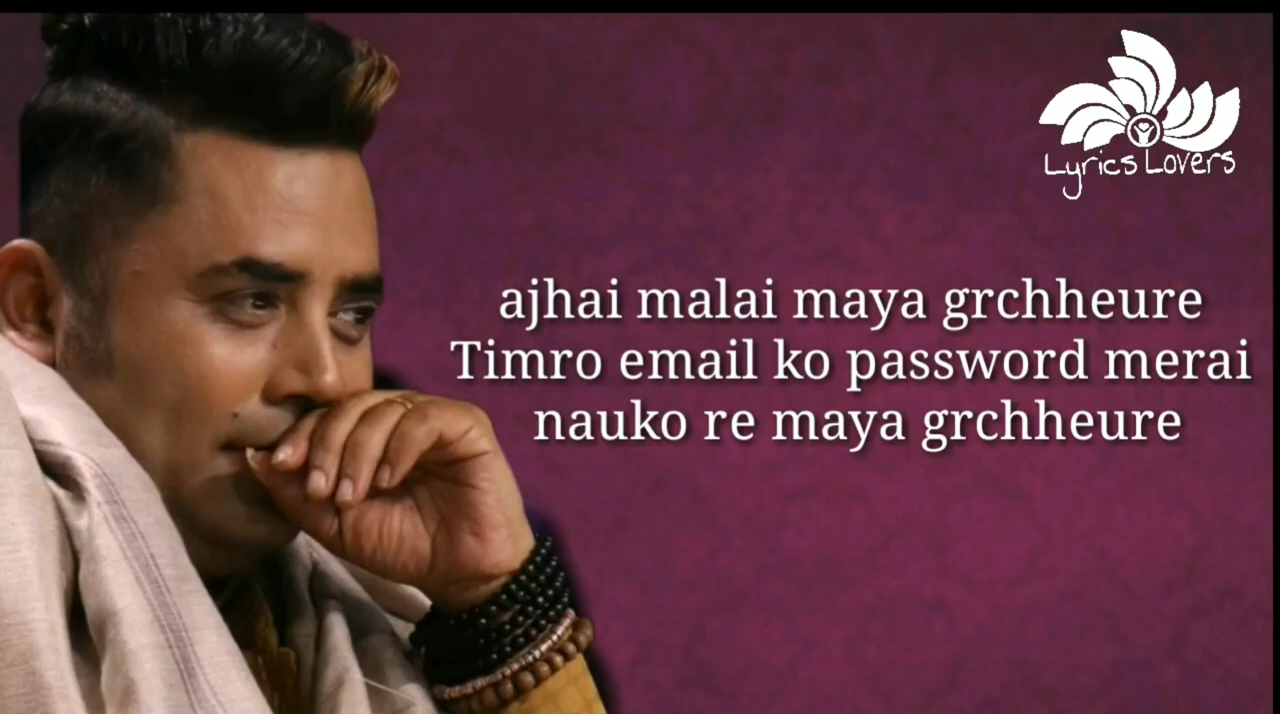 Lyrics Lovers
ajhai malai maya grchheure
Timro email ko password merai
nauko re maya grchheure